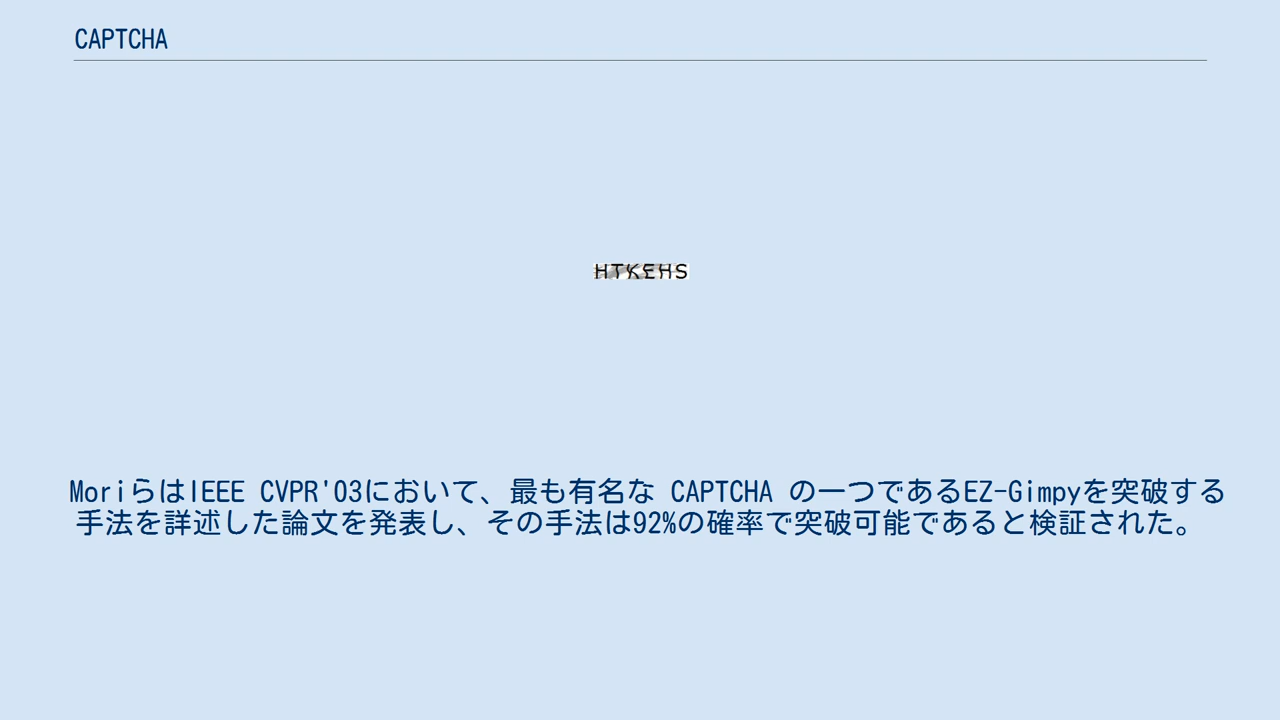 CAPTCHA
HTKEHS
MoriらはIEEE CVPR'03において、最も有名な CAPTCHA の一つであるEZ-Gimpyを突破する
手法を詳述した論文を発表し、その手法は92%の確率で突破可能であると検証された。